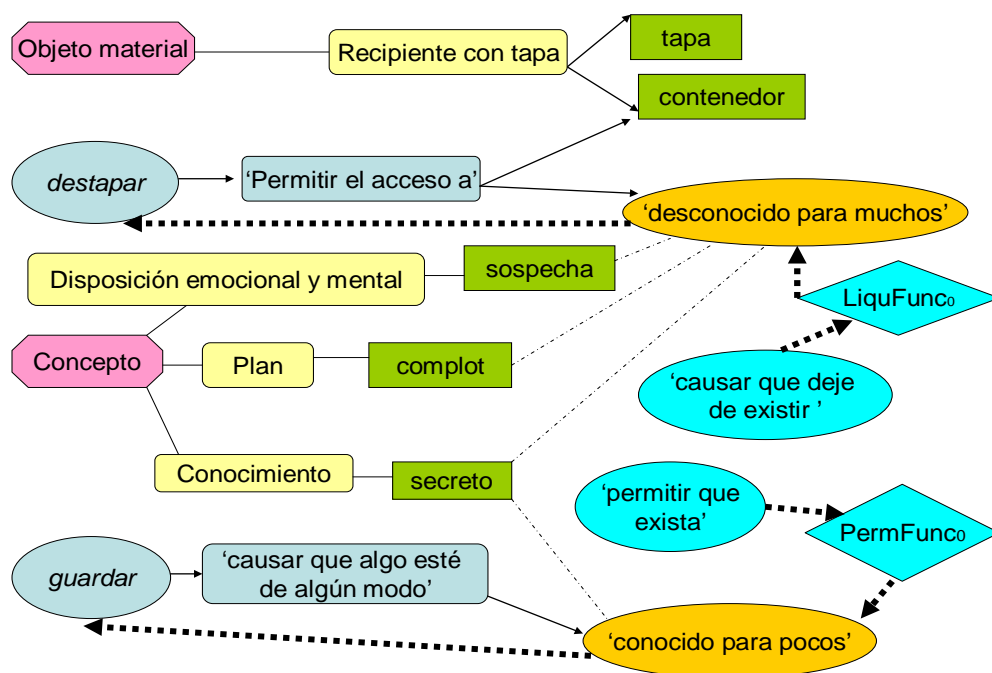 Objeto material
Recipiente con tapa
tapa
contenedor
destapar
‘Permitir el acceso a’
‘desconocido para muchos’
Disposición emocional y mental
sospecha
LiquFunc₀
Concepto
Plan
complot
‘causar que deje
de existir ’
Conocimiento
secreto
‘permitir que
exista’
PermFunc₀
guardar
‘causar que algo esté
de algún modo’
‘conocido para pocos’